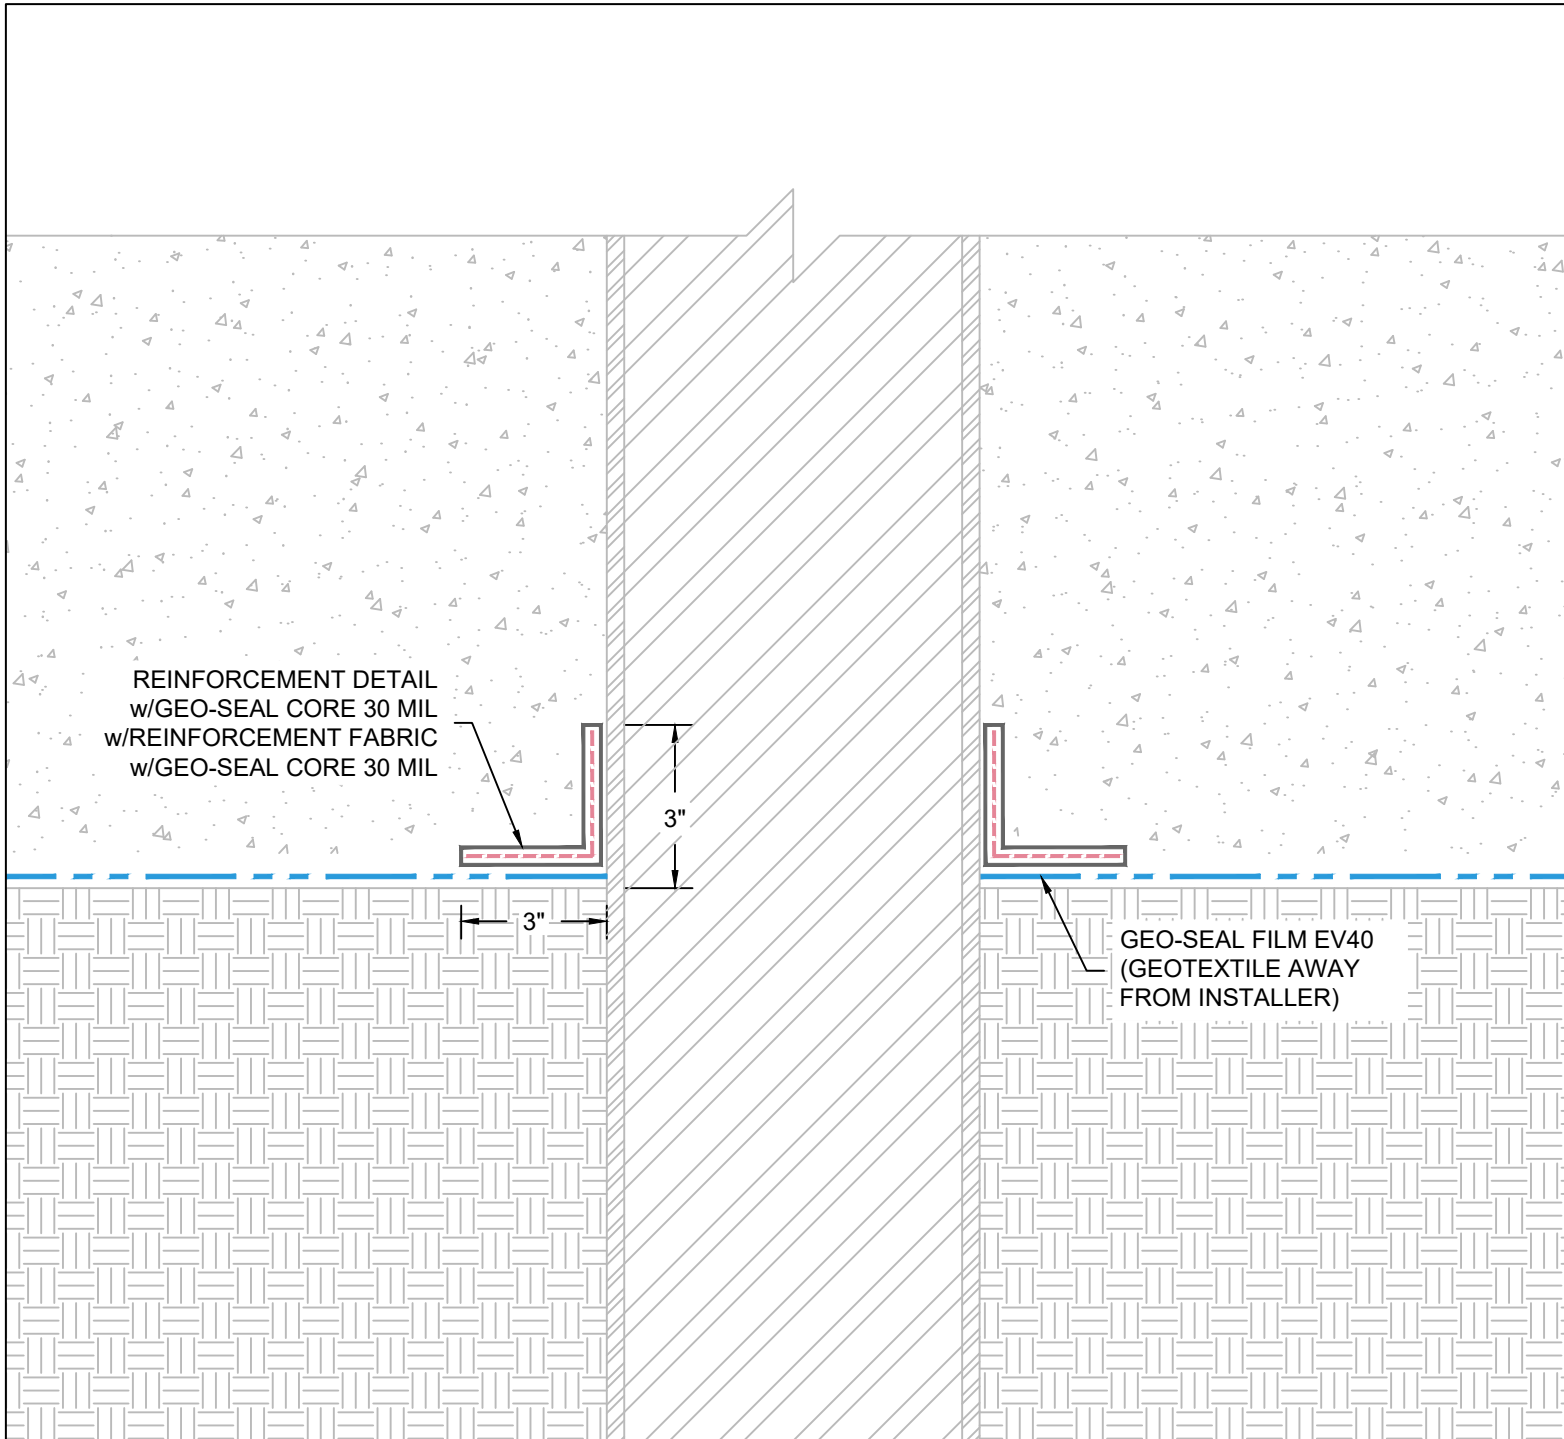 REINFORCEMENT DETAIL
w/GEO-SEAL CORE 30 MIL
w/REINFORCEMENT FABRIC
w/GEO-SEAL CORE 30 MIL
3"
3"
GEO-SEAL FILM EV40
(GEOTEXTILE AWAY
FROM INSTALLER)